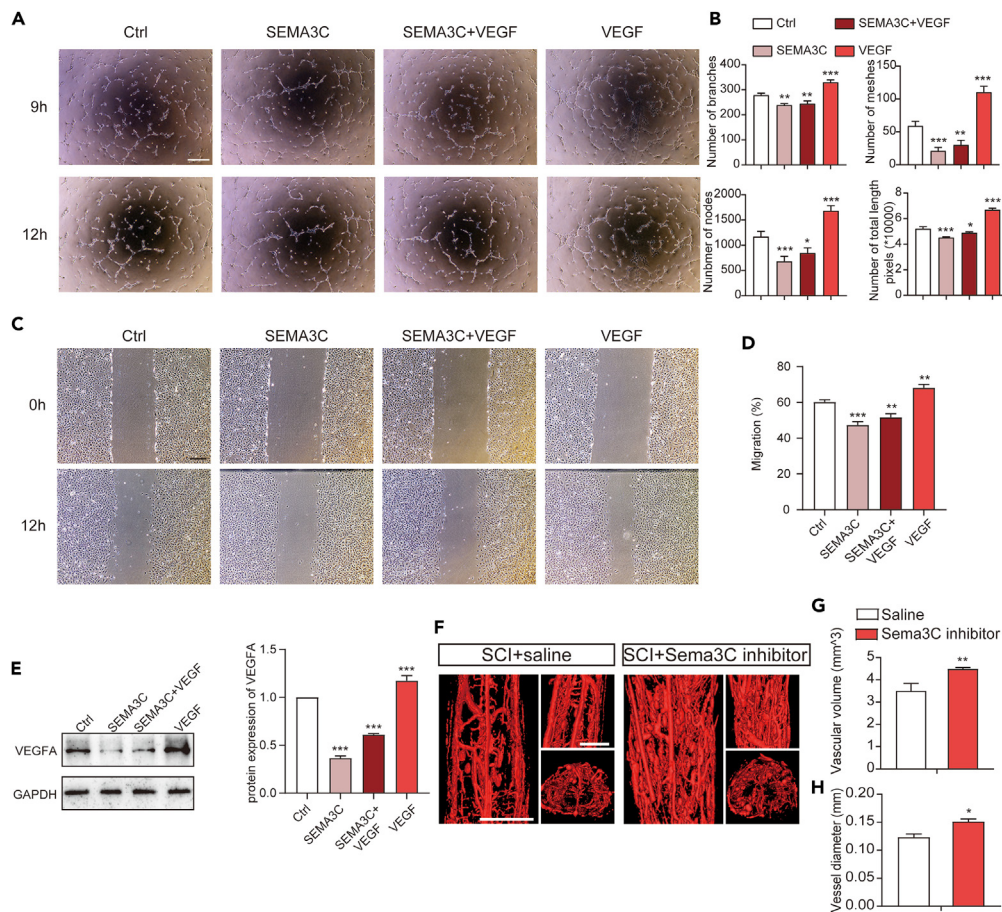 A
Ctrl
SEMA3C
SEMA3C+VEGF
VEGF
9h
12h
B
Ctrl
SEMA3C+VEGF
SEMA3C
VEGF
Number of branches
400
300
200
100
0
** ** ***
Number of meshes
150
100
50
0
*** ** ***
Nunbmer of nodes
2000
1500
1000
500
0
*** * ***
Number of total length
pixels (*10000)
8
6
4
2
0
*** * ***
C
Ctrl
SEMA3C
SEMA3C+VEGF
VEGF
0h
12h
D
Migration (%)
80
60
40
20
0
*** ** **
Ctrl
SEMA3C
SEMA3C+
VEGF
VEGF
E
Ctrl
SEMA3C
SEMA3C+VEGF
VEGF
VEGFA
GAPDH
protein expression of VEGFA
1.5
1.0
0.5
0.0
*** *** ***
Ctrl
SEMA3C
SEMA3C+
VEGF
VEGF
F
SCI+saline
SCI+Sema3C inhibitor
G
Saline
Sema3C inhibitor
Vascular volume (mm^3)
5
4
3
2
1
0
**
H
Vessel diameter (mm)
0.20
0.15
0.10
0.05
0.00
*